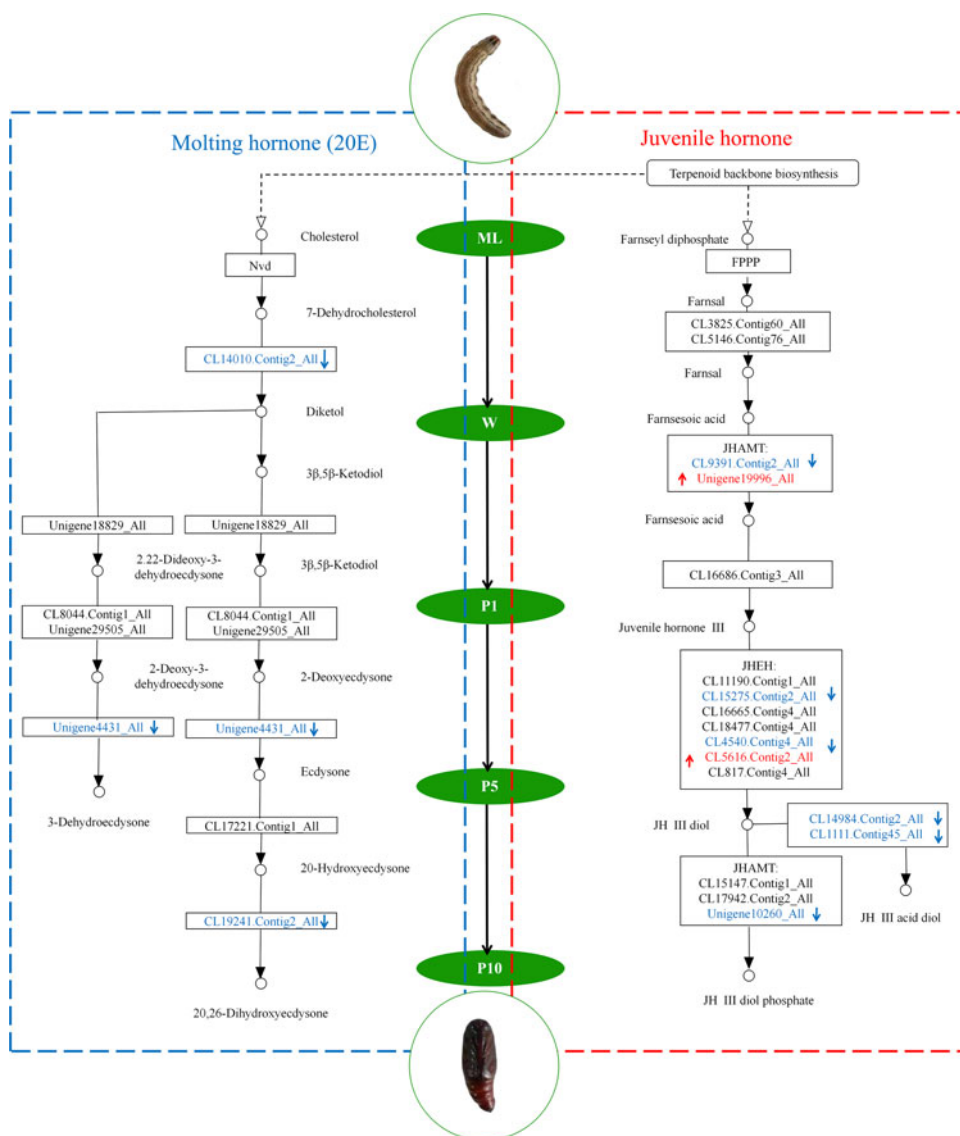 Molting hornone (20E)
Cholesterol
Nvd
7-Dehydrocholesterol
CL14010.Contig2_All
Diketol
3β,5β-Ketodiol
Unigene18829_All
Unigene18829_All
2.22-Dideoxy-3-
dehydroecdysone
3β,5β-Ketodiol
CL8044.Contig1_All
Unigene29505_All
CL8044.Contig1_All
Unigene29505_All
2-Deoxy-3-
dehydroecdysone
2-Deoxyecdysone
Unigene4431_All
Unigene4431_All
Ecdysone
3-Dehydroecdysone
CL17221.Contig1_All
20-Hydroxyecdysone
CL19241.Contig2_All
20,26-Dihydroxyecdysone
ML
W
P1
P5
P10
Juvenile hornone
Terpenoid backbone biosynthesis
Farnseyl diphosphate
FPPP
Farnsal
CL3825.Contig60_All
CL5146.Contig76_All
Farnsal
Farnsesoic acid
JHAMT:
CL9391.Contig2_All
Unigene19996_All
Farnsesoic acid
CL16686.Contig3_All
Juvenile hornone III
JHEH:
CL11190.Contig1_All
CL15275.Contig2_All
CL16665.Contig4_All
CL18477.Contig4_All
CL4540.Contig4_All
CL5616.Contig2_All
CL817.Contig4_All
JH III diol
CL14984.Contig2_All
CL1111.Contig45_All
JHAMT:
CL15147.Contig1_All
CL17942.Contig2_All
Unigene10260_All
JH III acid diol
JH III diol phosphate